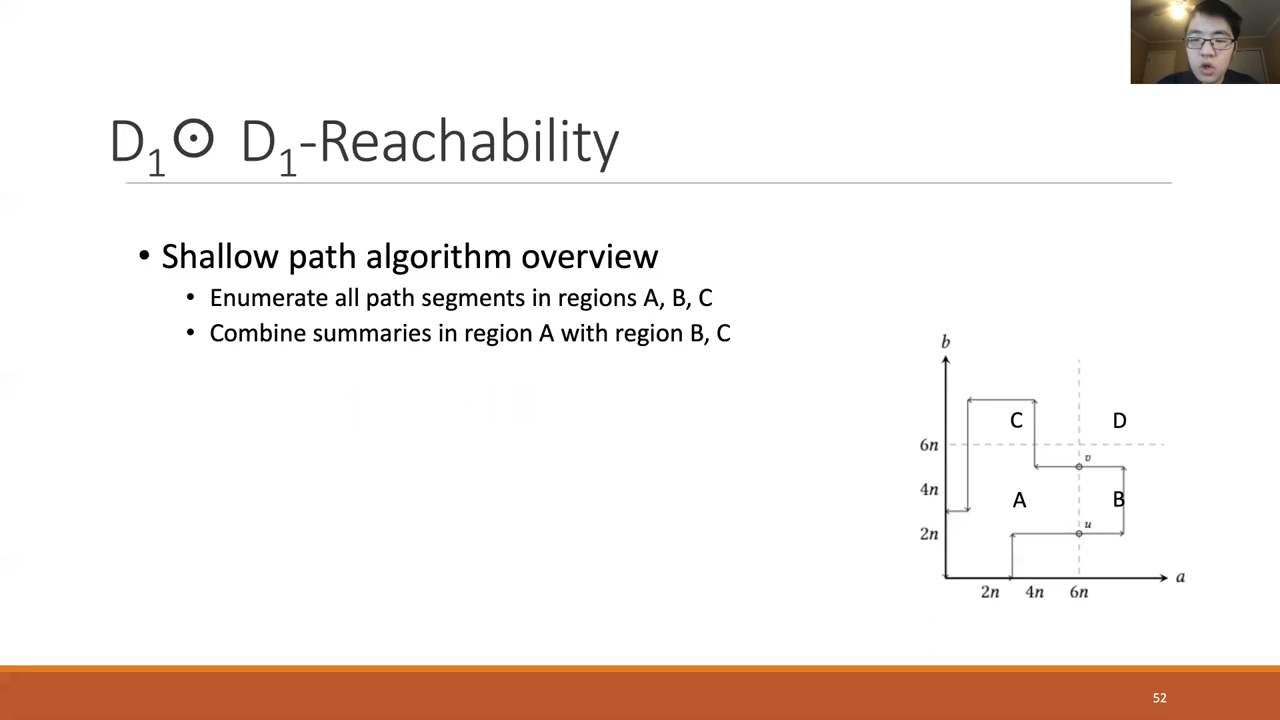 D₁⊙ D₁-Reachability
• Shallow path algorithm overview
• Enumerate all path segments in regions A, B, C
• Combine summaries in region A with region B, C
b
C D
6n
v
4n
A B
u
2n
a
2n 4n 6n
52